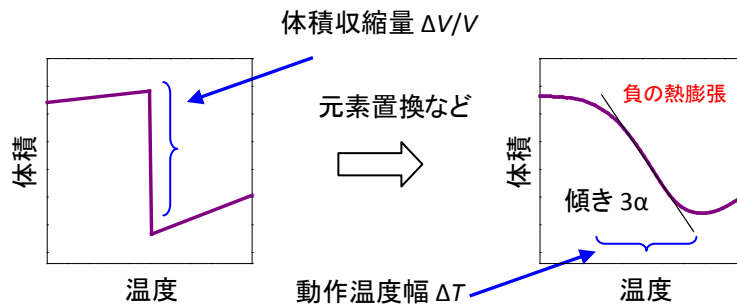 体積収縮量 ΔV/V
元素置換など
負の熱膨張
体積
体積
傾き 3α
温度
動作温度幅 ΔT
温度